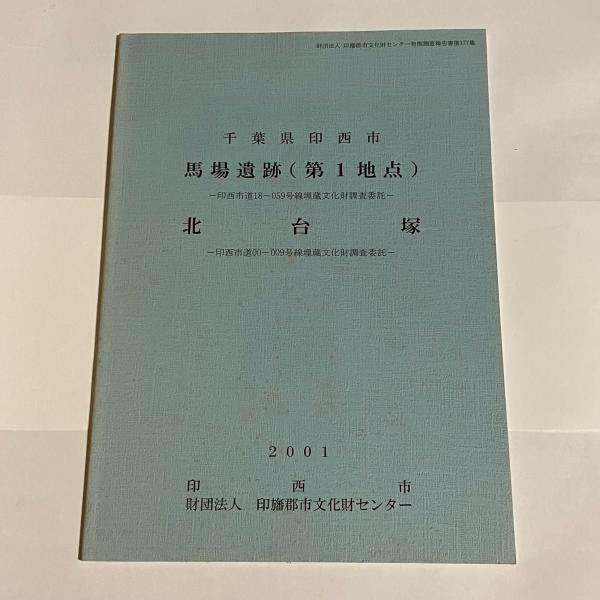 財団法人 印旛郡市文化財センター発掘調査報告書第177集
千葉県印西市
馬場遺跡(第1地点)
－印西市道18－059号線埋蔵文化財調査委託－
北台塚
－印西市道00－009号線埋蔵文化財調査委託－
2001
印西市
財団法人 印旛郡市文化財センター